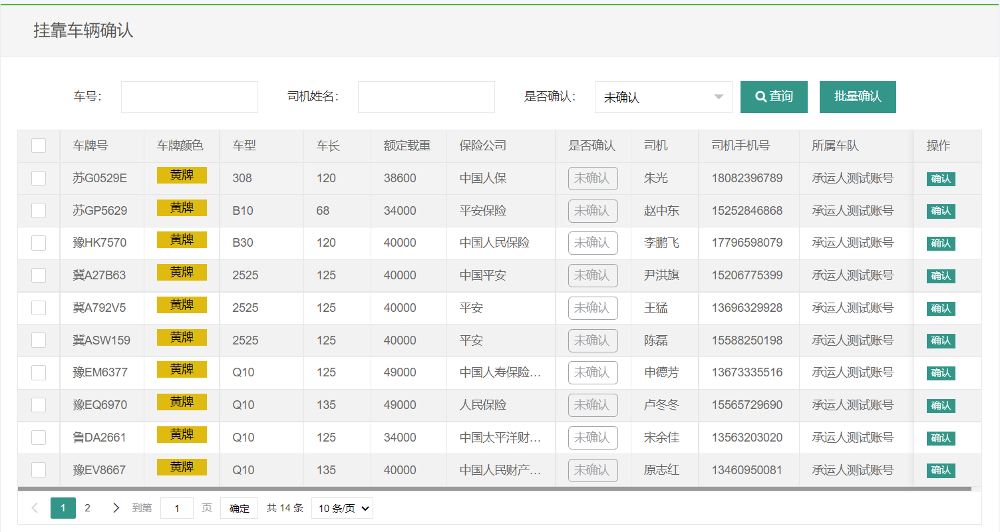 挂靠车辆确认
车号： 司机姓名： 是否确认： 未确认 查询 批量确认
车牌号 车牌颜色 车型 车长 额定载重 保险公司 是否确认 司机 司机手机号 所属车队 操作
苏G0529E 黄牌 308 120 38600 中国人保 未确认 朱光 18082396789 承运人测试账号 确认
苏GP5629 黄牌 B10 68 34000 平安保险 未确认 赵中东 15252846868 承运人测试账号 确认
豫HK7570 黄牌 B30 120 40000 中国人民保险 未确认 李鹏飞 17796598079 承运人测试账号 确认
冀A27B63 黄牌 2525 125 40000 中国平安 未确认 尹洪旗 15206775399 承运人测试账号 确认
冀A792V5 黄牌 2525 125 40000 平安 未确认 王猛 13696329928 承运人测试账号 确认
冀ASW159 黄牌 2525 125 40000 平安 未确认 陈磊 15588250198 承运人测试账号 确认
豫EM6377 黄牌 Q10 125 49000 中国人寿保险... 未确认 申德芳 13673335516 承运人测试账号 确认
豫EQ6970 黄牌 Q10 135 49000 人民保险 未确认 卢冬冬 15565729690 承运人测试账号 确认
鲁DA2661 黄牌 Q10 125 34000 中国太平洋财... 未确认 宋余佳 13563203020 承运人测试账号 确认
豫EV8667 黄牌 Q10 135 40000 中国人民财产... 未确认 原志红 13460950081 承运人测试账号 确认
1 2 到第 1 页 确定 共 14 条 10 条/页